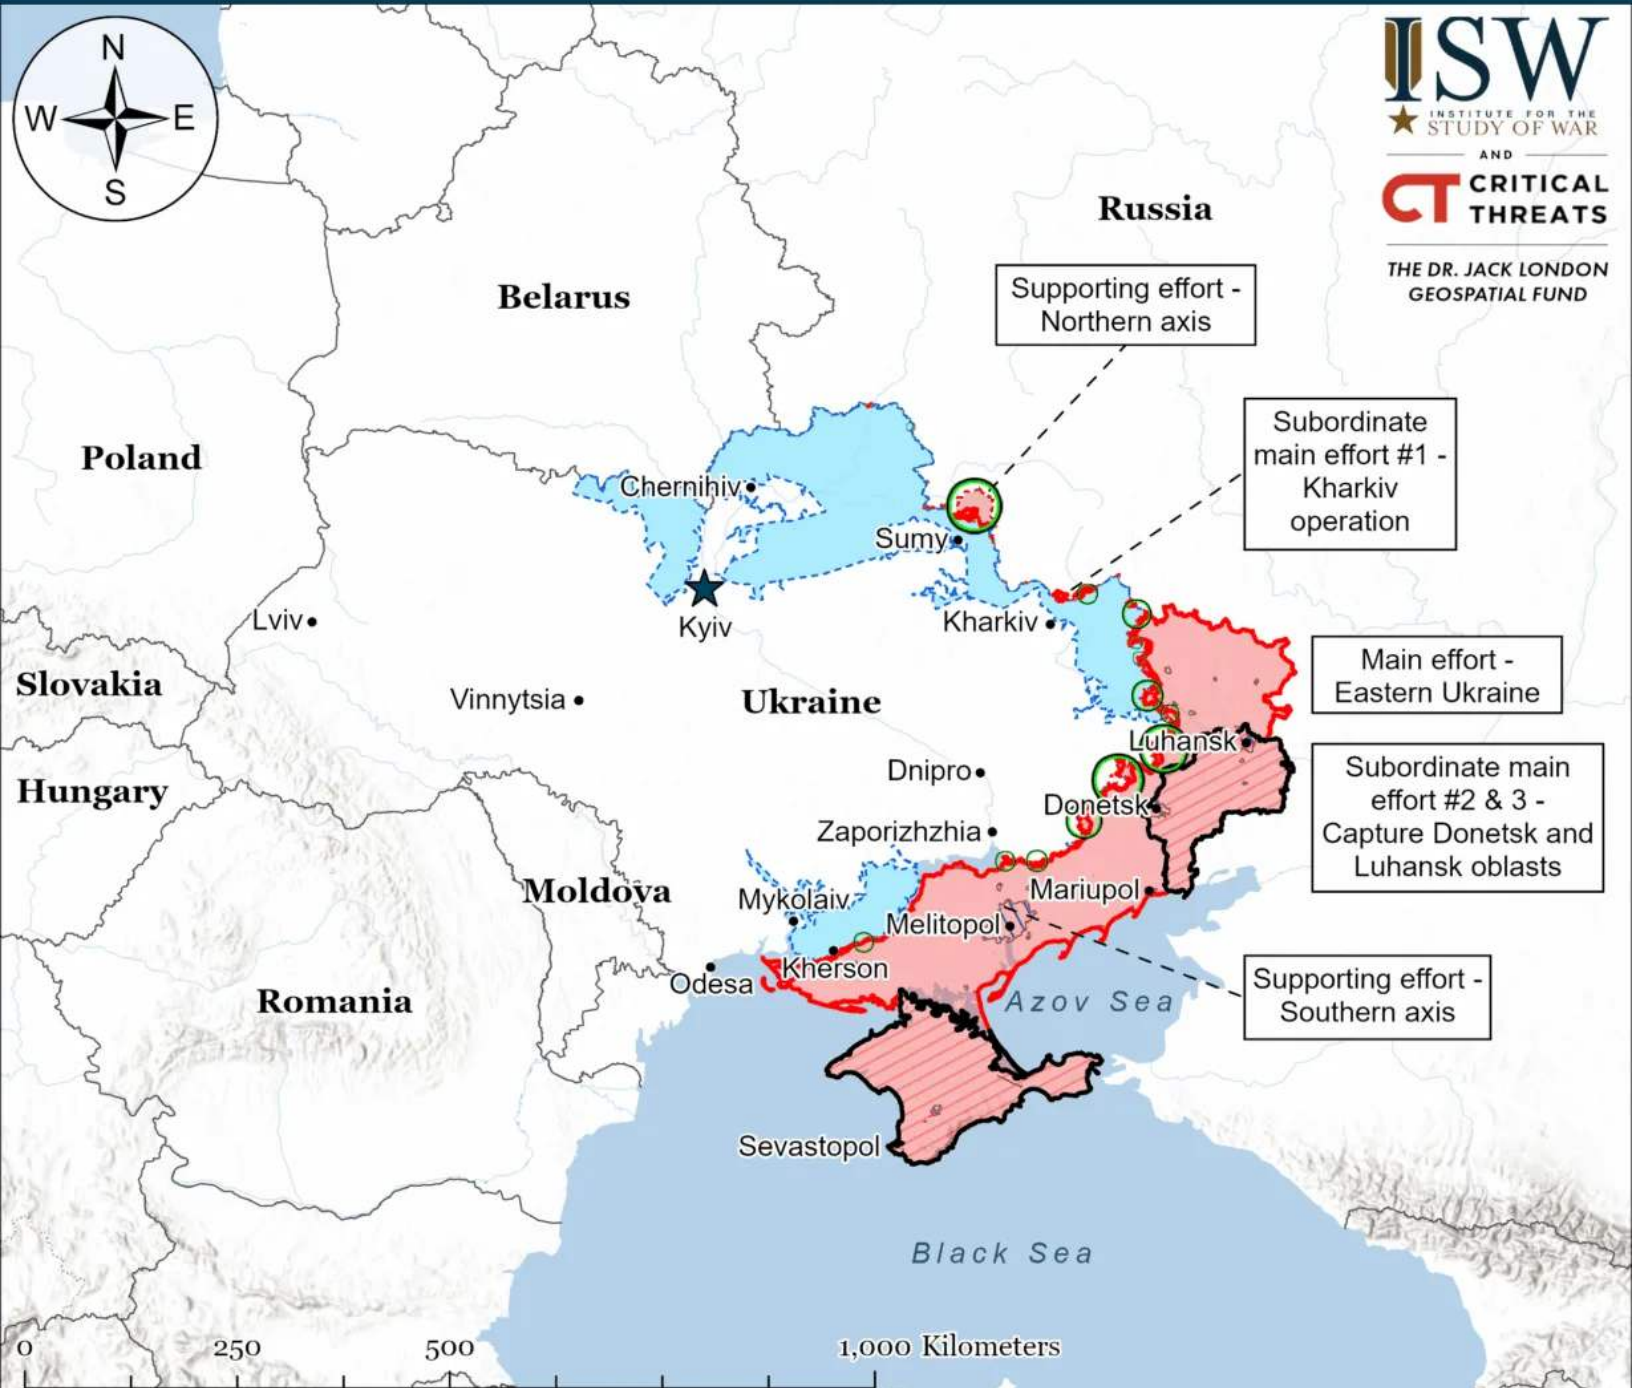 N
W E
S
ISW
INSTITUTE FOR THE
STUDY OF WAR
AND
CT CRITICAL
THREATS
THE DR. JACK LONDON
GEOSPATIAL FUND
Russia
Supporting effort -
Northern axis
Belarus
Subordinate
main effort #1 -
Kharkiv
operation
Poland
Chernihiv
Sumy
Kyiv
Lviv
Kharkiv
Slovakia
Vinnytsia
Ukraine
Main effort -
Eastern Ukraine
Luhansk
Hungary
Dnipro
Donetsk
Subordinate main
effort #2 & 3 -
Capture Donetsk and
Luhansk oblasts
Zaporizhzhia
Moldova
Mykolaiv
Mariupol
Melitopol
Kherson
Odesa
Romania
Azov Sea
Supporting effort -
Southern axis
Sevastopol
Black Sea
0 250 500 1,000 Kilometers